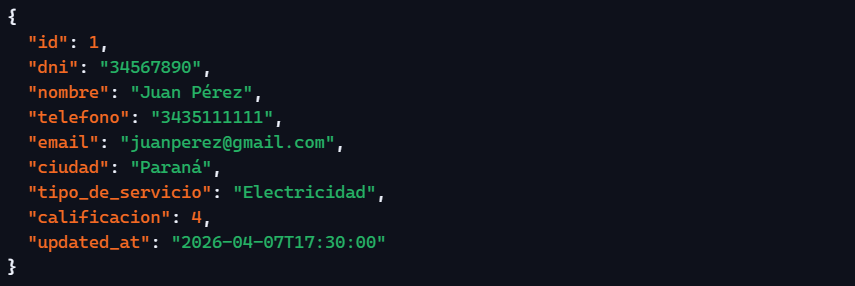 {
"id": 1,
"dni": "34567890",
"nombre": "Juan Pérez",
"telefono": "3435111111",
"email": "juanperez@gmail.com",
"ciudad": "Paraná",
"tipo_de_servicio": "Electricidad",
"calificacion": 4,
"updated_at": "2026-04-07T17:30:00"
}